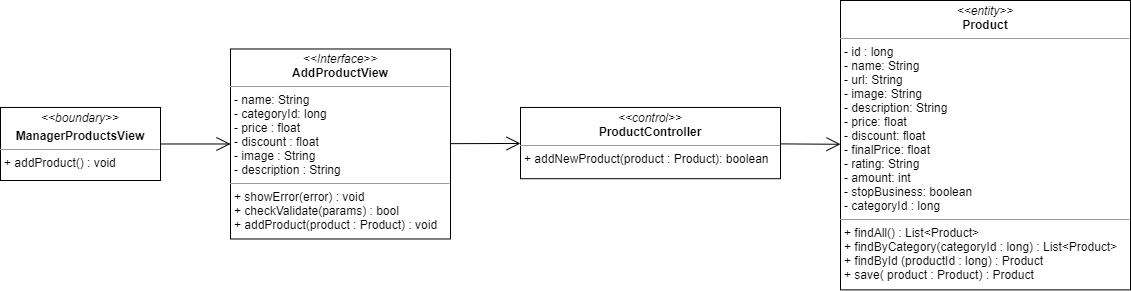 <<boundary>>
ManagerProductsView
+ addProduct() : void
<<Interface>>
AddProductView
- name: String
- categoryId: long
- price : float
- discount : float
- image : String
- description : String
+ showError(error) : void
+ checkValidate(params) : bool
+ addProduct(product : Product) : void
<<control>>
ProductController
+ addNewProduct(product : Product): boolean
<<entity>>
Product
- id : long
- name: String
- url: String
- image: String
- description: String
- price: float
- discount: float
- finalPrice: float
- rating: String
- amount: int
- stopBusiness: boolean
- categoryId : long
+ findAll() : List<Product>
+ findByCategory(categoryId : long) : List<Product>
+ findById (productId : long) : Product
+ save( product : Product) : Product